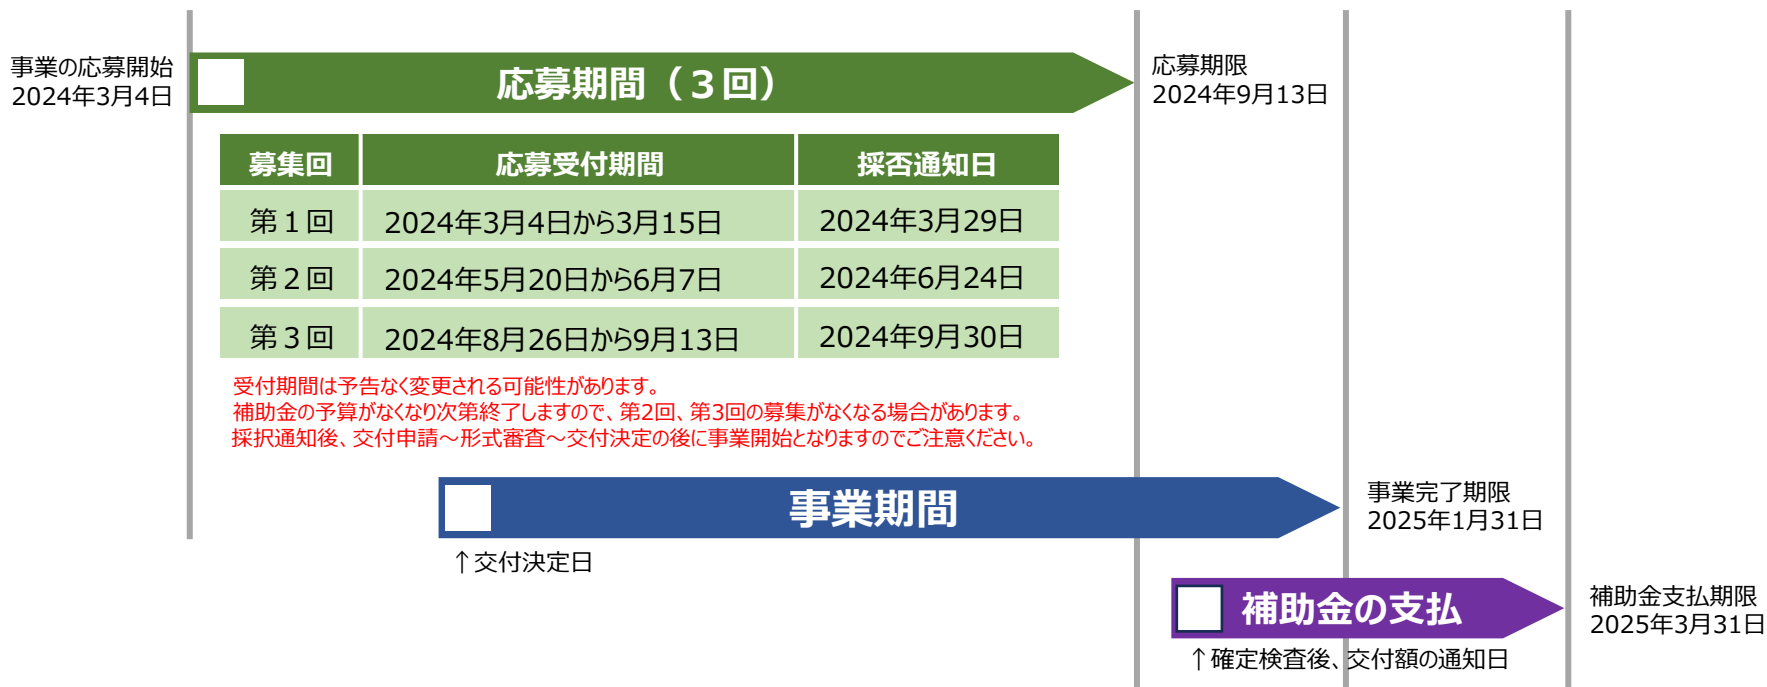 事業の応募開始
2024年3月4日
応募期間（３回）
応募期限
2024年9月13日
募集回 応募受付期間 採否通知日
第１回 2024年3月4日から3月15日 2024年3月29日
第２回 2024年5月20日から6月7日 2024年6月24日
第３回 2024年8月26日から9月13日 2024年9月30日
受付期間は予告なく変更される可能性があります。
補助金の予算がなくなり次第終了しますので、第2回、第3回の募集がなくなる場合があります。
採択通知後、交付申請～形式審査～交付決定の後に事業開始となりますのでご注意ください。
事業期間
事業完了期限
2025年1月31日
↑交付決定日
補助金の支払
補助金支払期限
2025年3月31日
↑確定検査後、交付額の通知日